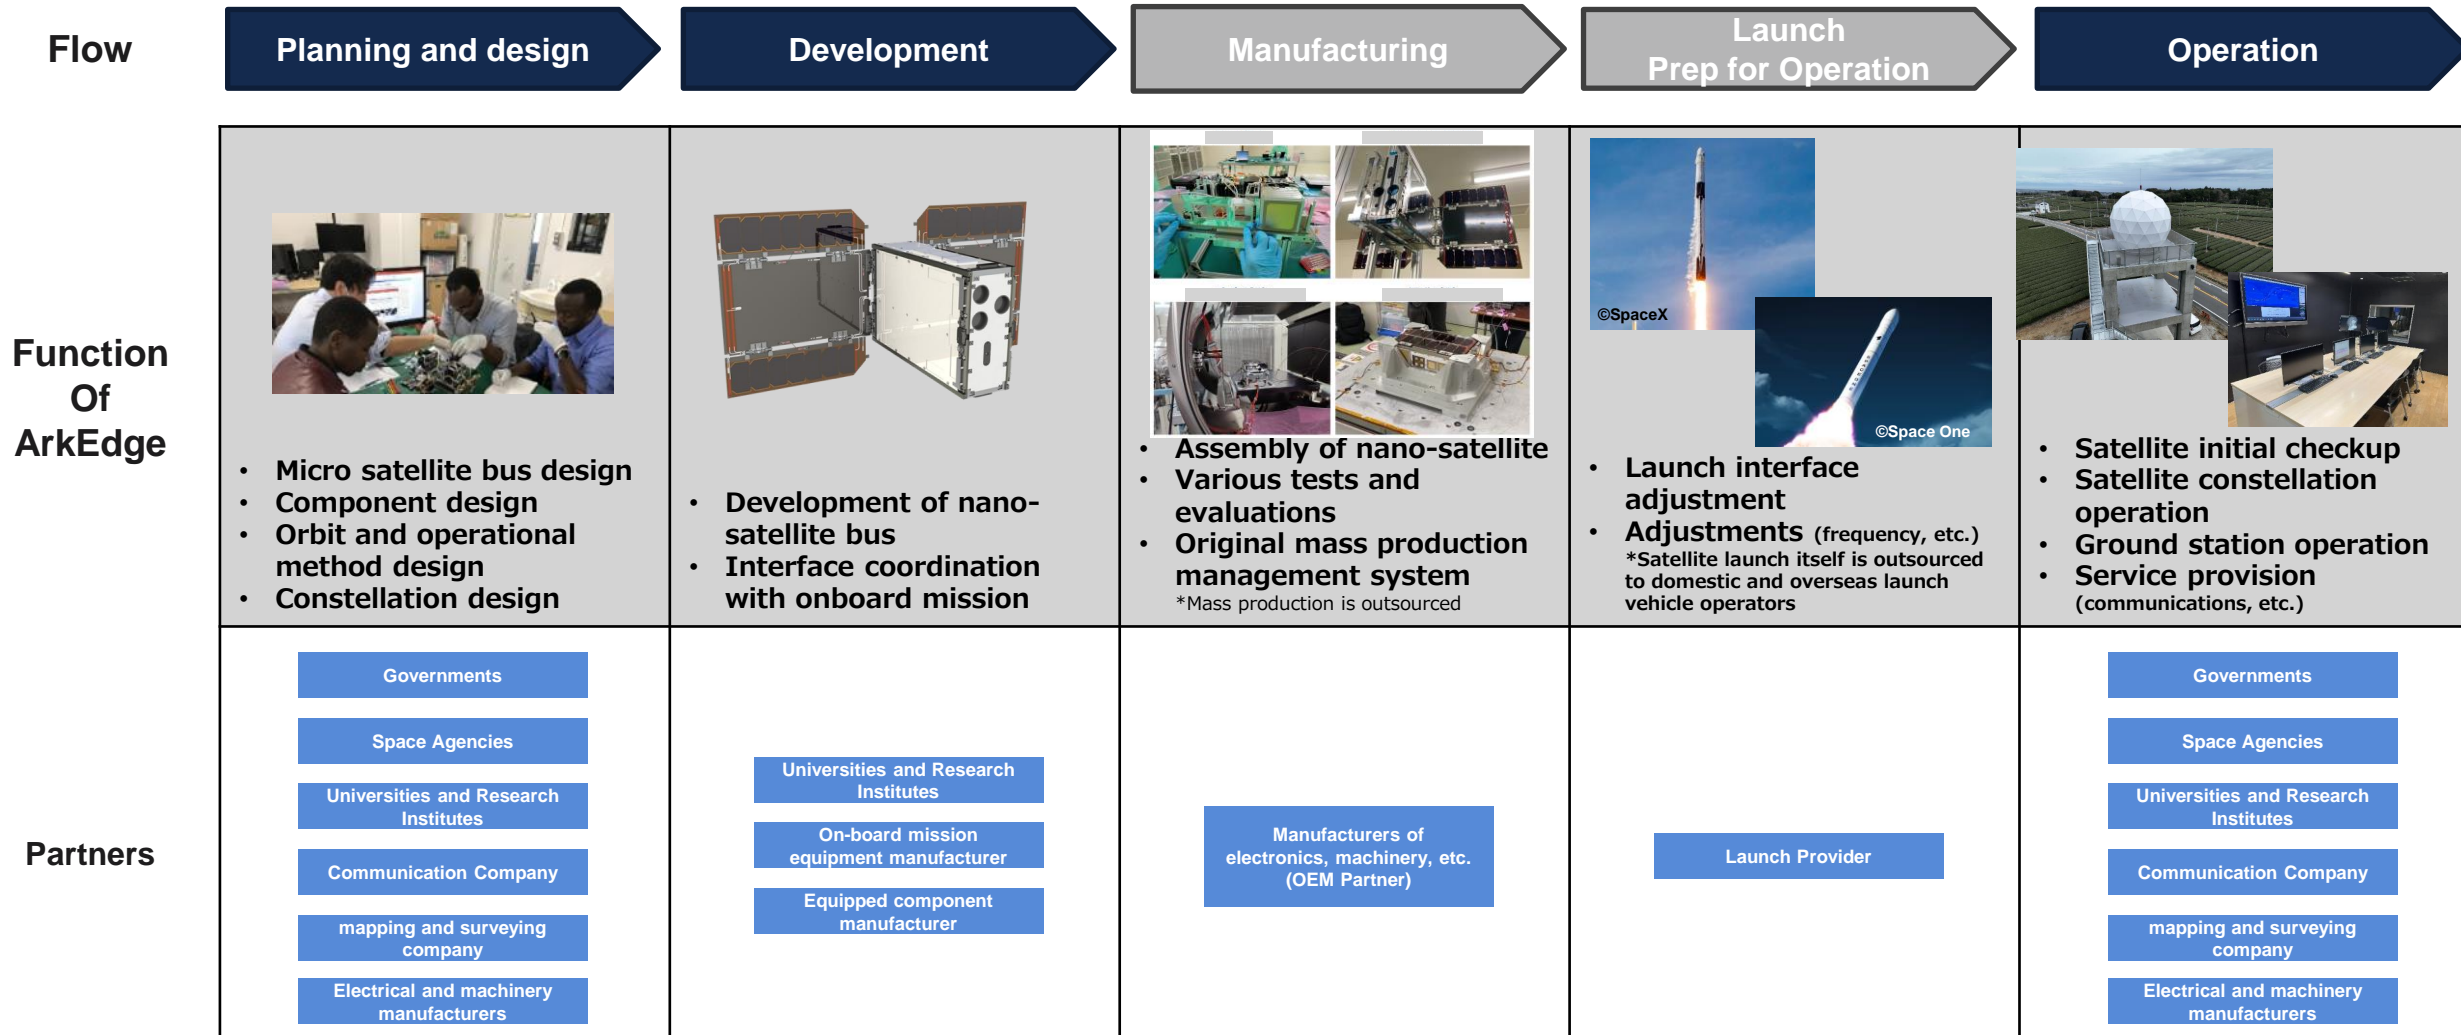 Flow
Planning and design
Development
Manufacturing
Launch
Prep for Operation
Operation
Function
Of
ArkEdge
• Micro satellite bus design
• Component design
• Orbit and operational
method design
• Constellation design
• Development of nano-
satellite bus
• Interface coordination
with onboard mission
• Assembly of nano-satellite
• Various tests and
evaluations
• Original mass production
management system
*Mass production is outsourced
©SpaceX
©Space One
• Launch interface
adjustment
• Adjustments (frequency, etc.)
*Satellite launch itself is outsourced
to domestic and overseas launch
vehicle operators
• Satellite initial checkup
• Satellite constellation
operation
• Ground station operation
• Service provision
(communications, etc.)
Partners
Governments
Space Agencies
Universities and Research
Institutes
Communication Company
mapping and surveying
company
Electrical and machinery
manufacturers
Universities and Research
Institutes
On-board mission
equipment manufacturer
Equipped component
manufacturer
Manufacturers of
electronics, machinery, etc.
(OEM Partner)
Launch Provider
Governments
Space Agencies
Universities and Research
Institutes
Communication Company
mapping and surveying
company
Electrical and machinery
manufacturers